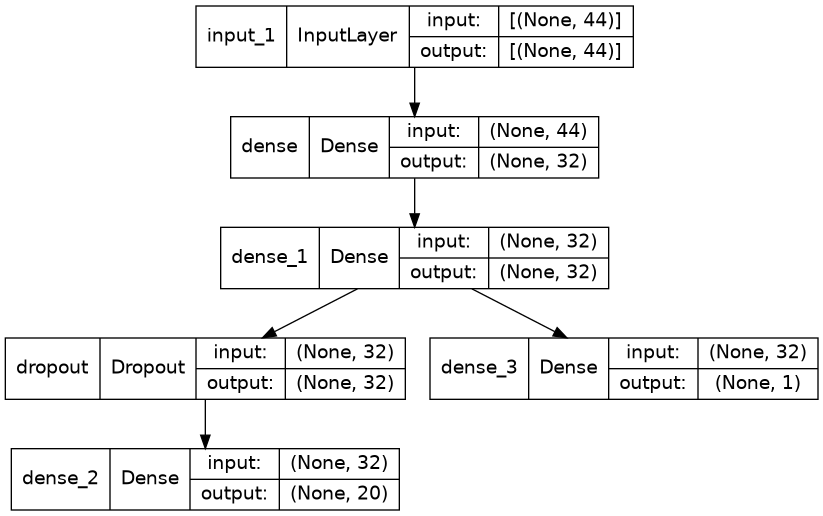 input_1 InputLayer input: [(None, 44)]
output: [(None, 44)]
dense Dense input: (None, 44)
output: (None, 32)
dense_1 Dense input: (None, 32)
output: (None, 32)
dropout Dropout input: (None, 32)
output: (None, 32)
dense_3 Dense input: (None, 32)
output: (None, 1)
dense_2 Dense input: (None, 32)
output: (None, 20)